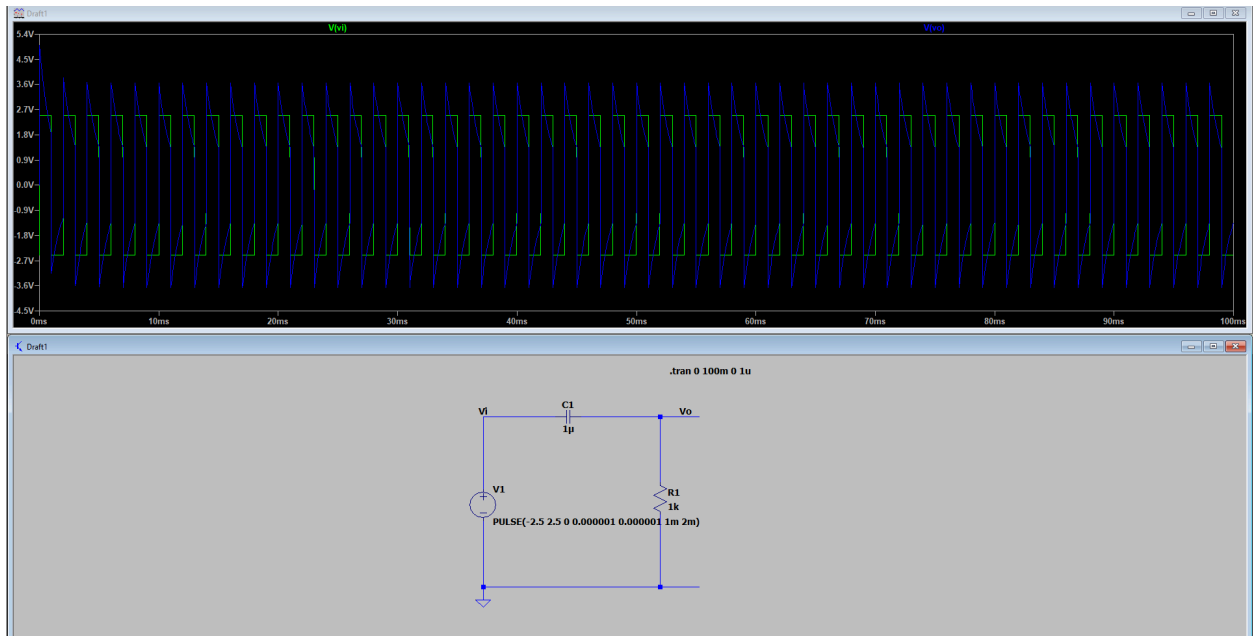 Draft1
V(vi) V(vo)
5.4V
4.5V
3.6V
2.7V
1.8V
0.9V
0.0V
-0.9V
-1.8V
-2.7V
-3.6V
-4.5V
0ms 10ms 20ms 30ms 40ms 50ms 60ms 70ms 80ms 90ms 100ms
Draft1
.tran 0 100m 0 1u
Vi C1 Vo
1µ
V1 R1
1k
PULSE(-2.5 2.5 0 0.000001 0.000001 1m 2m)